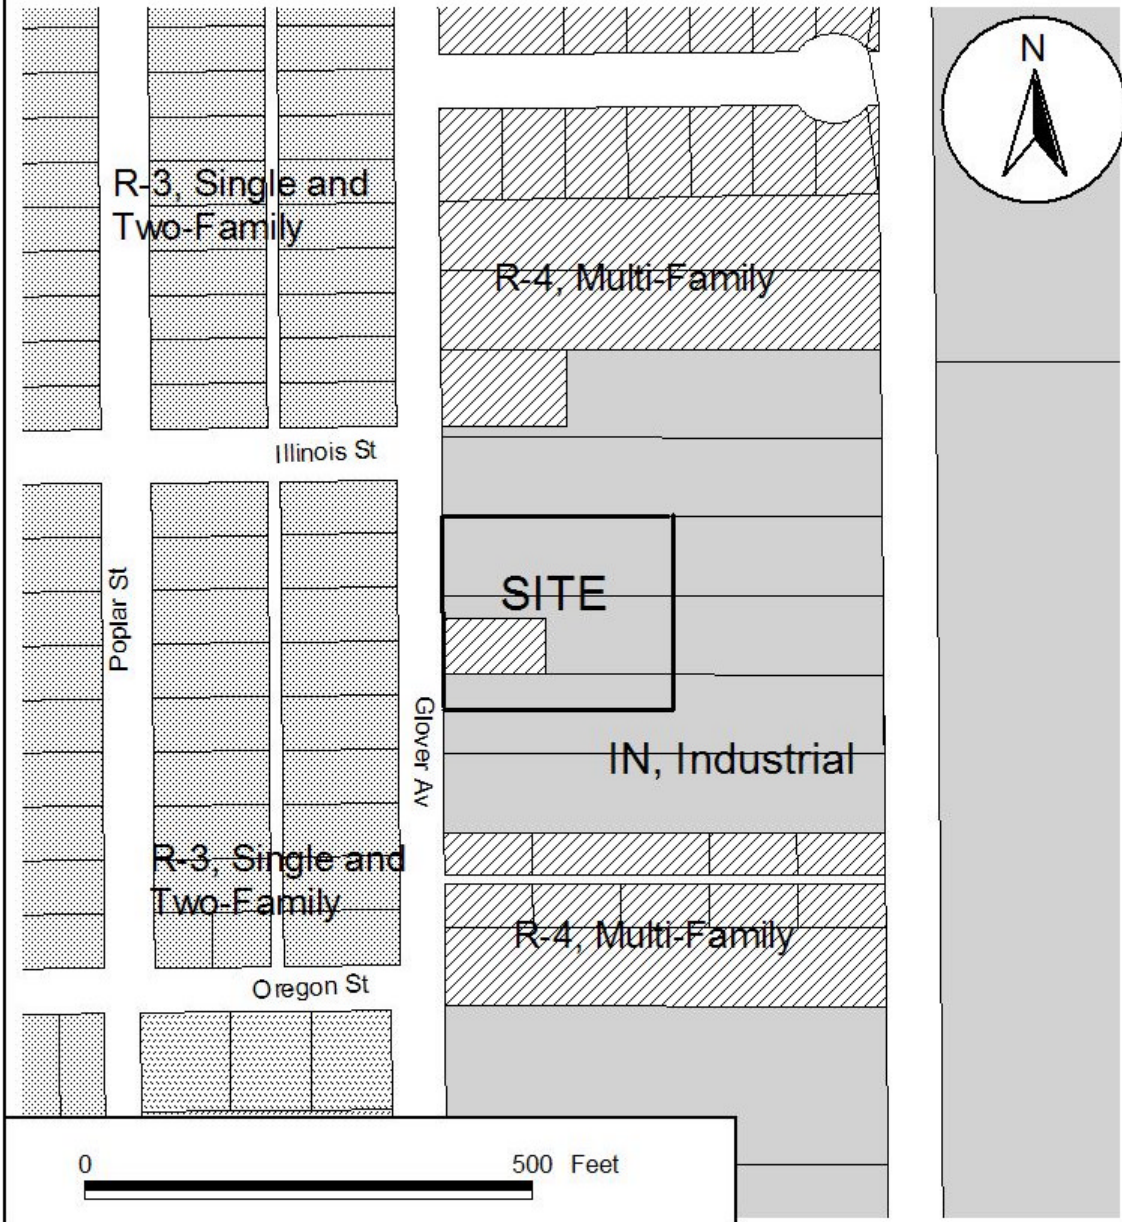 N
R-3, Single and
Two-Family
R-4, Multi-Family
Illinois St
Poplar St
SITE
Glover Av
IN, Industrial
R-3, Single and
Two-Family
R-4, Multi-Family
Oregon St
0 500 Feet